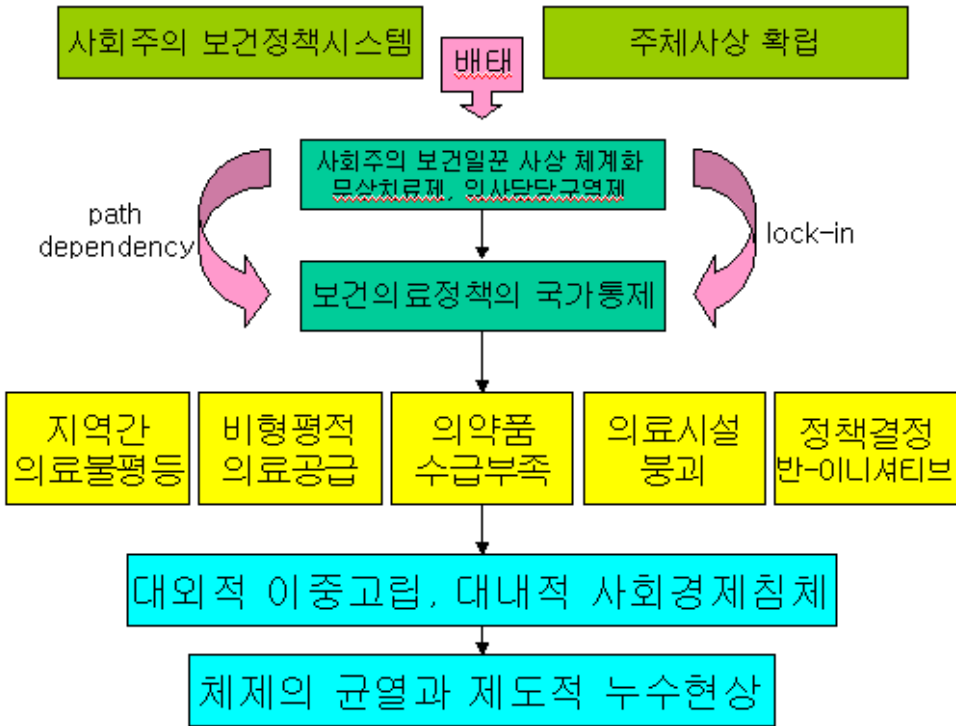 사회주의 보건정책시스템
주체사상 확립
배태
사회주의 보건일꾼 사상 체계화
무상치료제, 의사담당구역제
path
dependency
lock-in
보건의료정책의 국가통제
지역간
의료불평등
비형평적
의료공급
의약품
수급부족
의료시설
붕괴
정책결정
반-이니셔티브
대외적 이중고립, 대내적 사회경제침체
체제의 균열과 제도적 누수현상